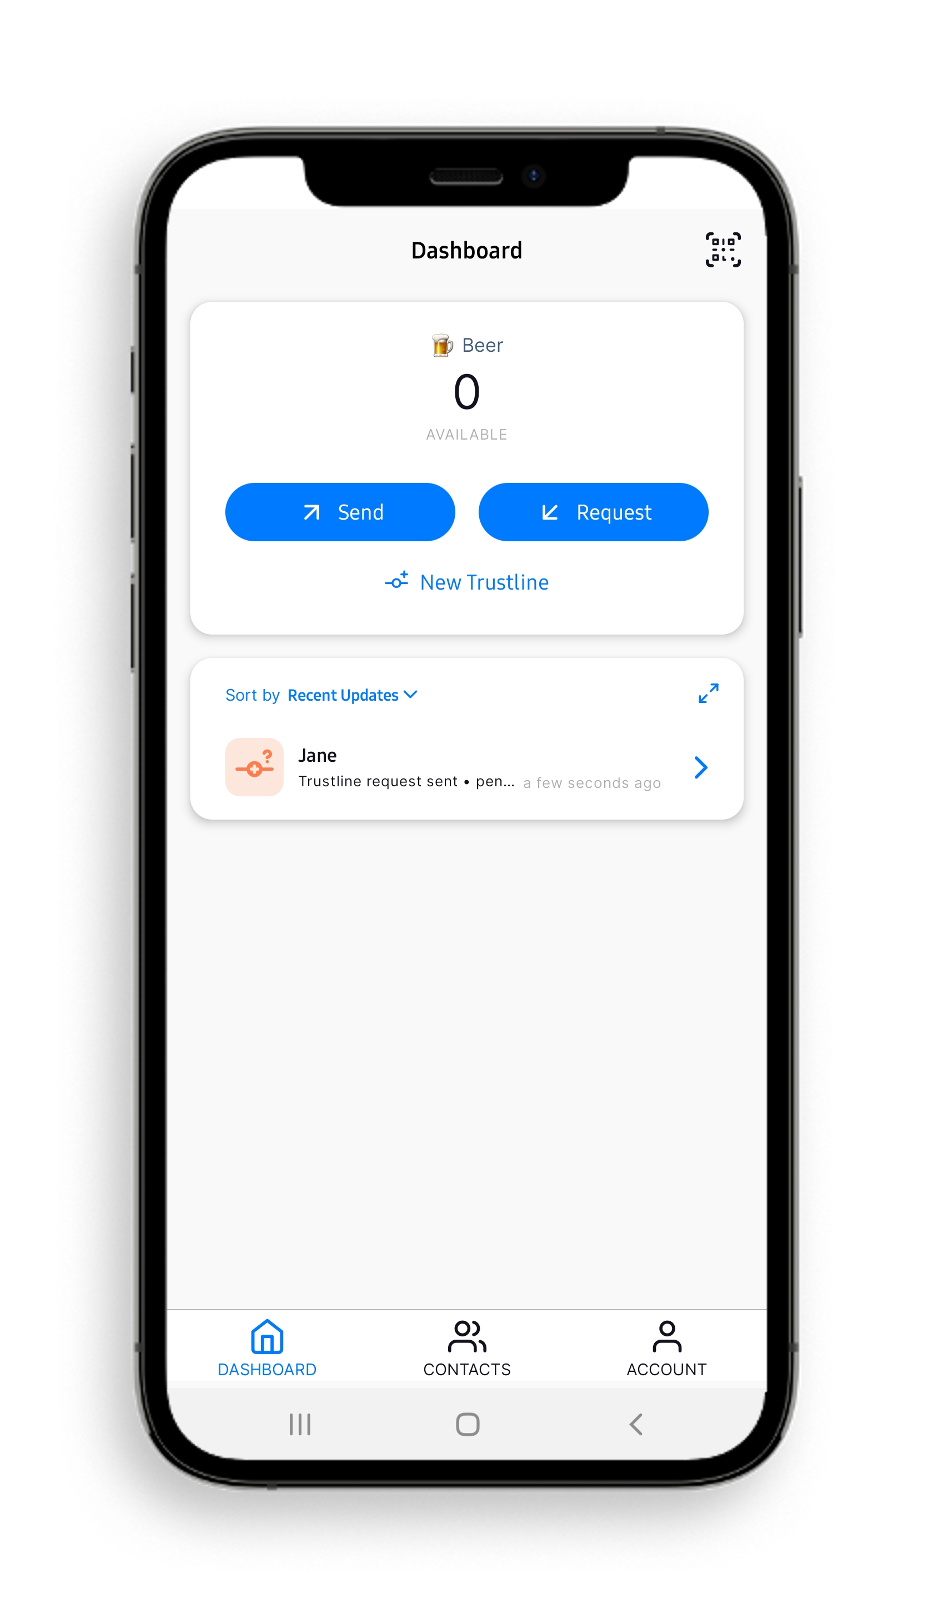 Dashboard
🍺 Beer
0
AVAILABLE
Send
Request
New Trustline
Sort by Recent Updates
Jane
Trustline request sent • pen... a few seconds ago
DASHBOARD
CONTACTS
ACCOUNT